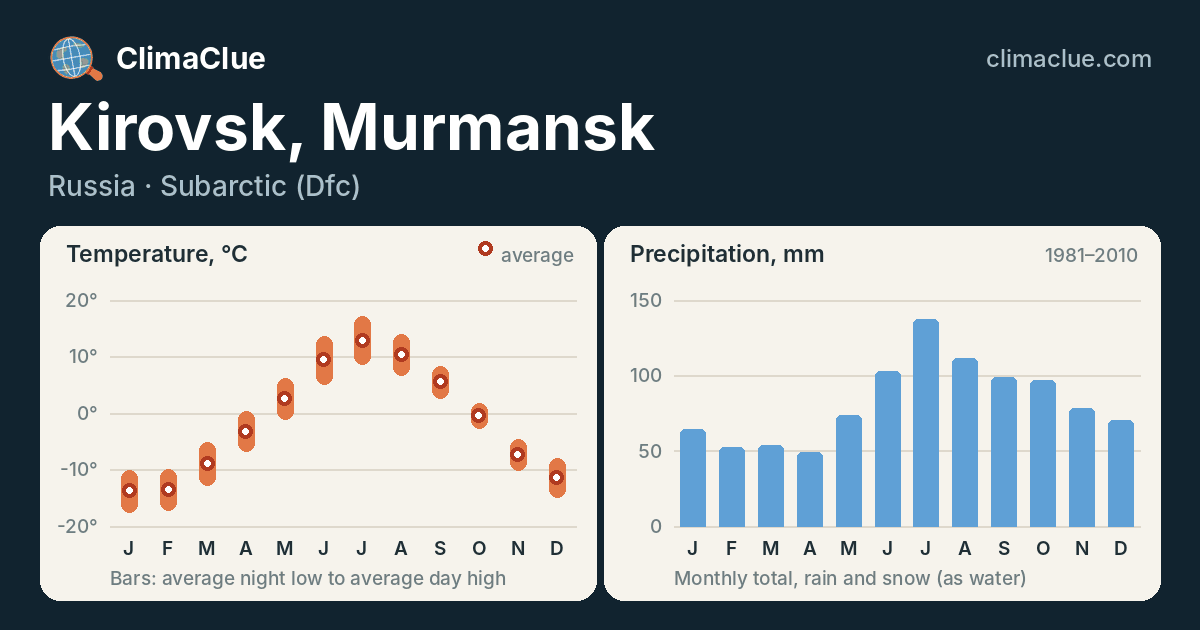 ClimaClue
climaclue.com
Kirovsk, Murmansk
Russia · Subarctic (Dfc)
Temperature, °C
average
20°
10°
0°
-10°
-20°
J F M A M J J A S O N D
Bars: average night low to average day high
Precipitation, mm
1981–2010
150
100
50
0
J F M A M J J A S O N D
Monthly total, rain and snow (as water)